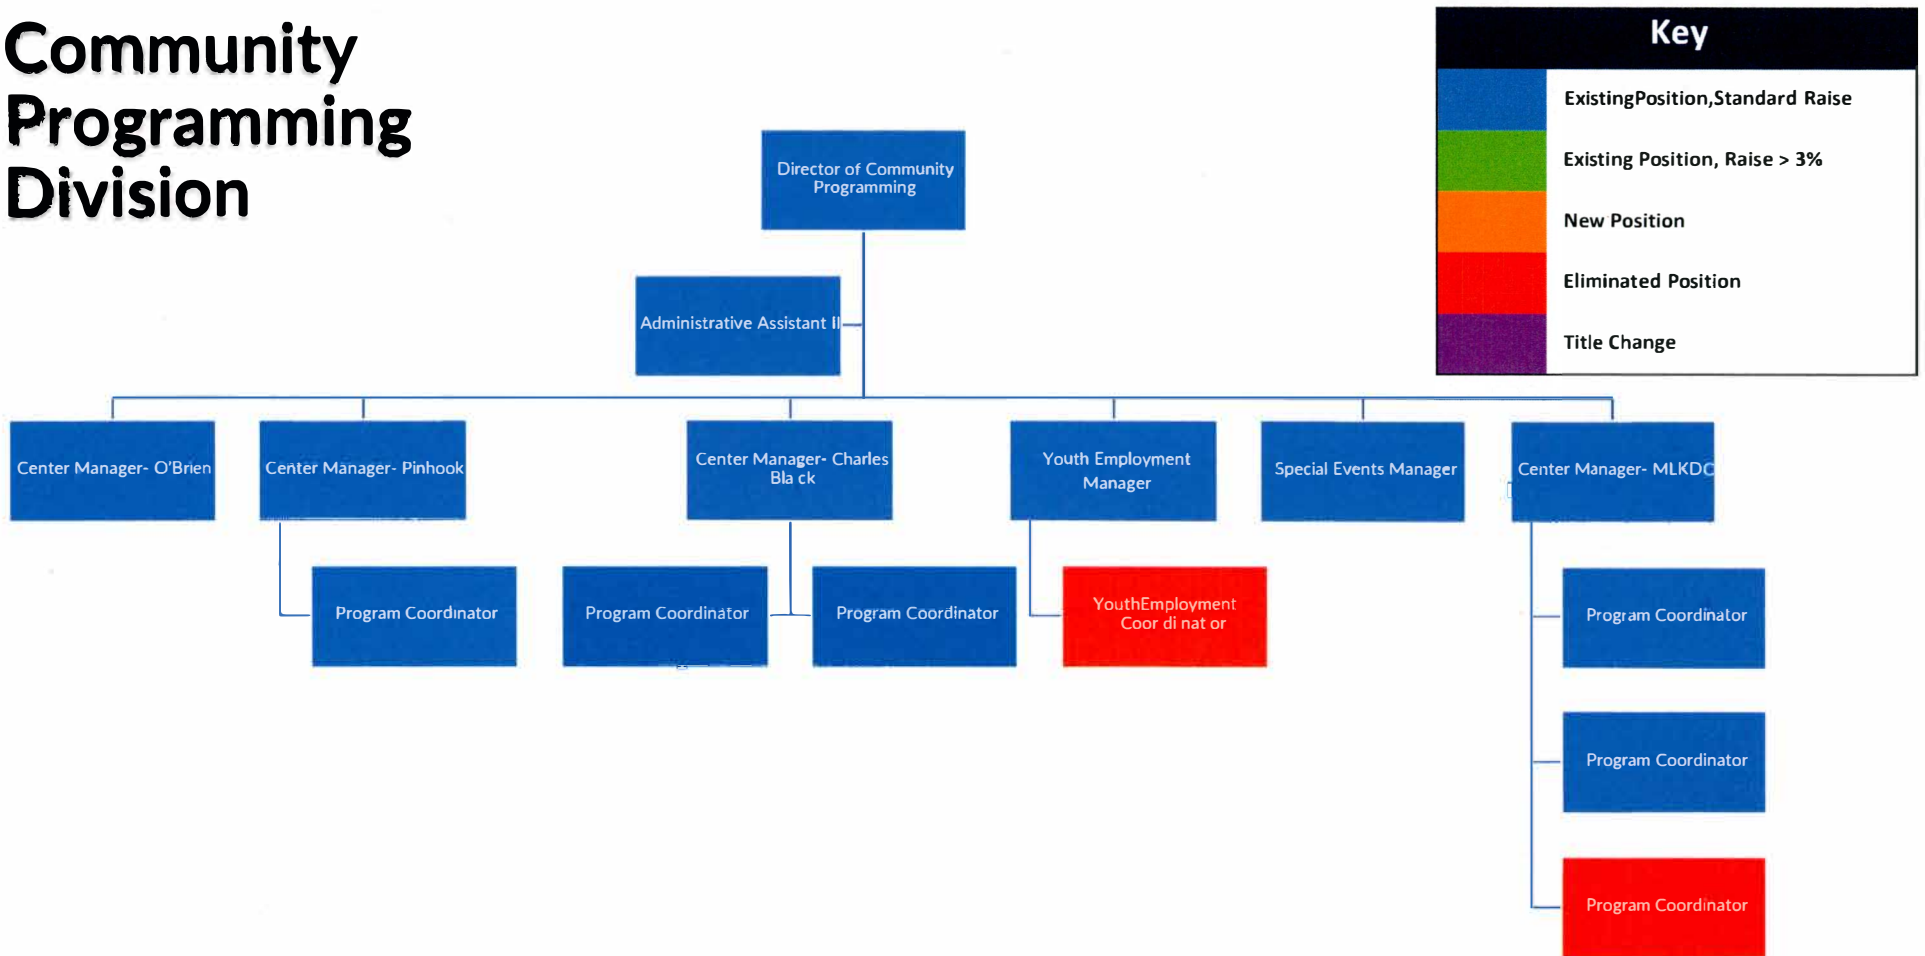 Community
Programming
Division
Key
ExistingPosition,Standard Raise
Existing Position, Raise > 3%
New Position
Eliminated Position
Title Change
Director of Community
Programming
Administrative Assistant II
Center Manager- O'Brien
Center Manager- Pinhook
Center Manager- Charles
Bla ck
Youth Employment
Manager
Special Events Manager
Center Manager- MLKDC
Program Coordinator
Program Coordinator
Program Coordinator
YouthEmployment
Coor di nat or
Program Coordinator
Program Coordinator
Program Coordinator